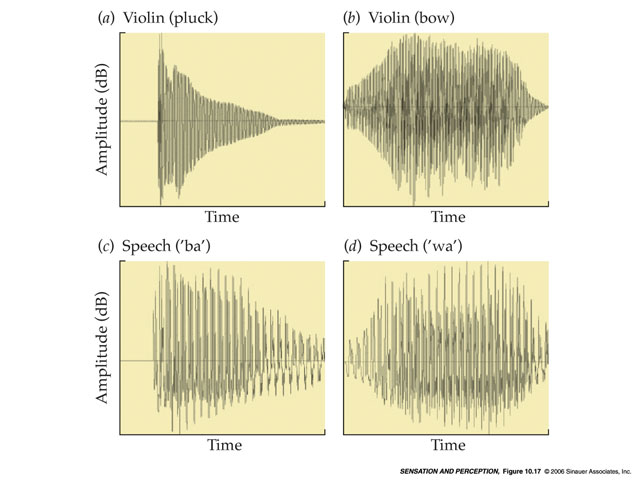 (a) Violin (pluck)
(b) Violin (bow)
Amplitude (dB)
Time
Time
(c) Speech (’ba’)
(d) Speech (’wa’)
Amplitude (dB)
Time
Time
SENSATION AND PERCEPTION, Figure 10.17 © 2006 Sinauer Associates, Inc.